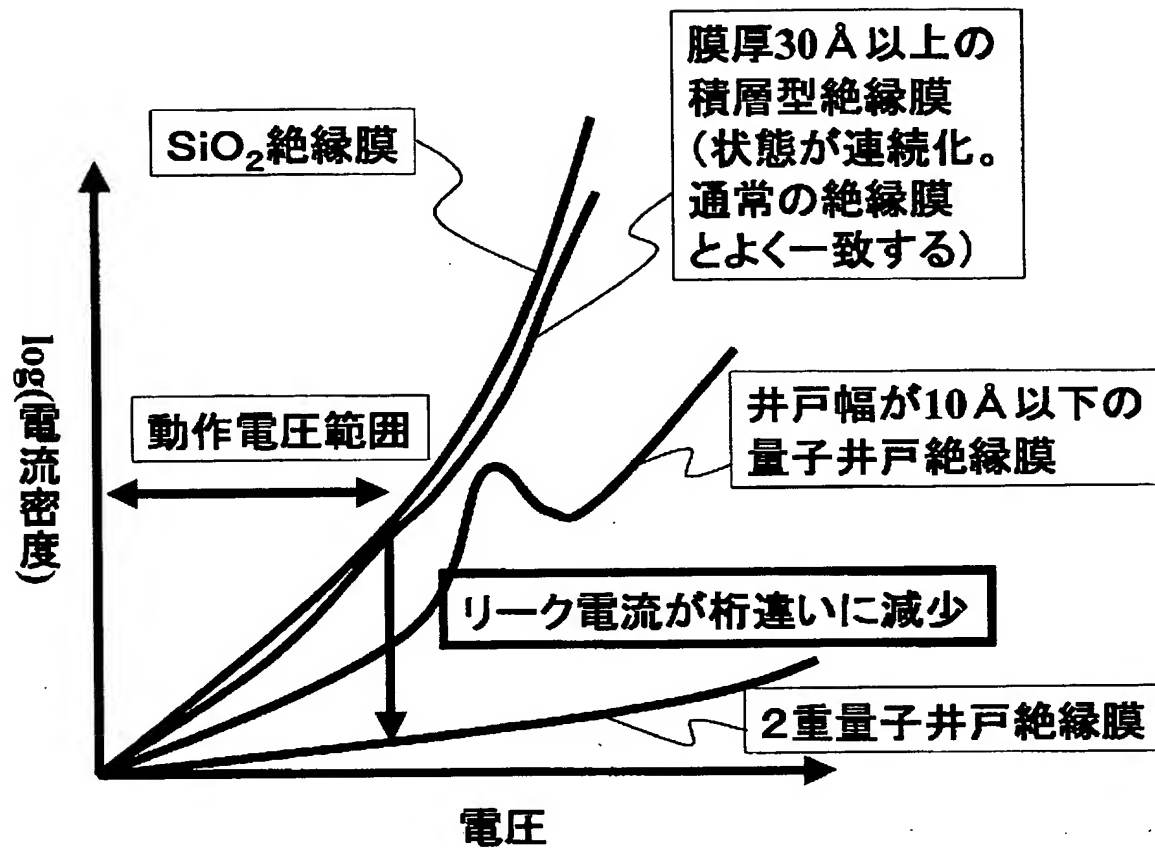 膜厚30Å以上の
積層型絶縁膜
(状態が連続化。
通常の絶縁膜
とよく一致する)
SiO₂絶縁膜
log(電流密度)
動作電圧範囲
井戸幅が10Å以下の
量子井戸絶縁膜
リーク電流が桁違いに減少
2重量子井戸絶縁膜
電圧